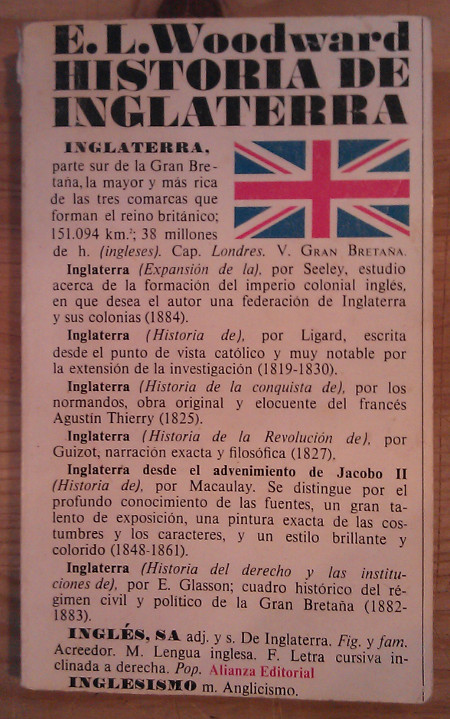 E. L. Woodward
HISTORIA DE
INGLATERRA
INGLATERRA,
parte sur de la Gran Bre-
taña, la mayor y más rica
de las tres comarcas que
forman el reino británico;
151.094 km.²; 38 millones
de h. (ingleses). Cap. Londres. V. GRAN BRETAÑA.
Inglaterra (Expansión de la), por Seeley, estudio
acerca de la formación del imperio colonial inglés,
en que desea el autor una federación de Inglaterra
y sus colonias (1884).
Inglaterra (Historia de), por Ligard, escrita
desde el punto de vista católico y muy notable por
la extensión de la investigación (1819-1830).
Inglaterra (Historia de la conquista de), por los
normandos, obra original y elocuente del francés
Agustín Thierry (1825).
Inglaterra (Historia de la Revolución de), por
Guizot, narración exacta y filosófica (1827).
Inglaterra desde el advenimiento de Jacobo II
(Historia de), por Macaulay. Se distingue por el
profundo conocimiento de las fuentes, un gran ta-
lento de exposición, una pintura exacta de las cos-
tumbres y los caracteres, y un estilo brillante y
colorido (1848-1861).
Inglaterra (Historia del derecho y las institu-
ciones de), por E. Glasson; cuadro histórico del ré-
gimen civil y político de la Gran Bretaña (1882-
1883).
INGLÉS, SA adj. y s. De Inglaterra. Fig. y fam.
Acreedor. M. Lengua inglesa. F. Letra cursiva in-
clinada a derecha. Pop. Alianza Editorial
INGLESISMO m. Anglicismo.